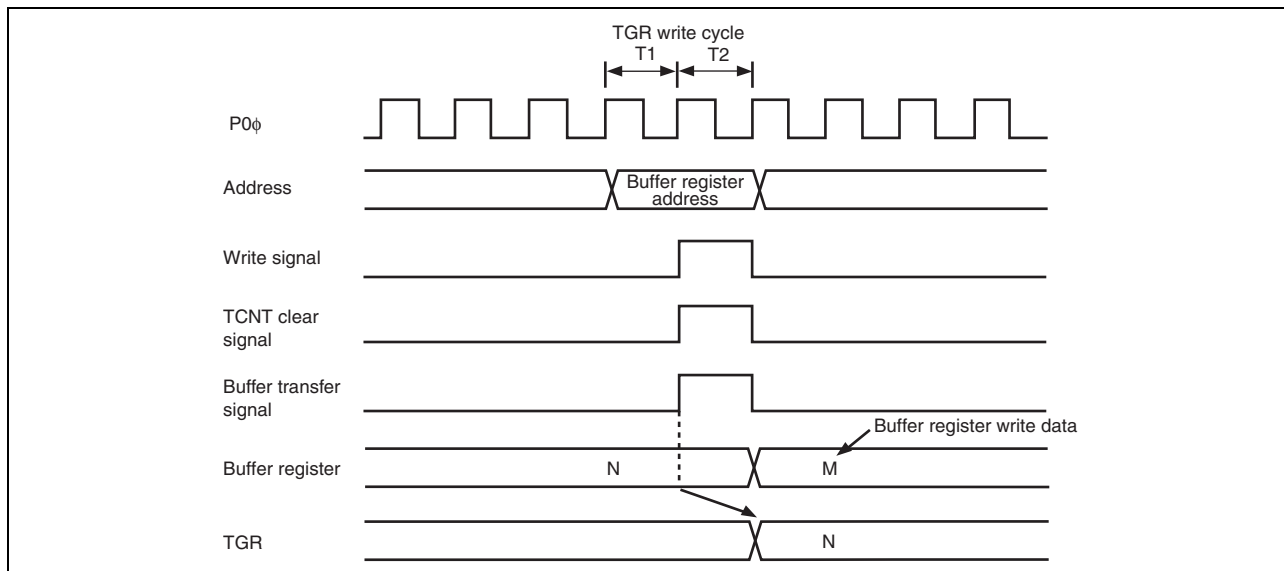 TGR write cycle
T1 T2
P0ϕ
Address
Buffer register
address
Write signal
TCNT clear
signal
Buffer transfer
signal
Buffer register write data
Buffer register
N
M
TGR
N